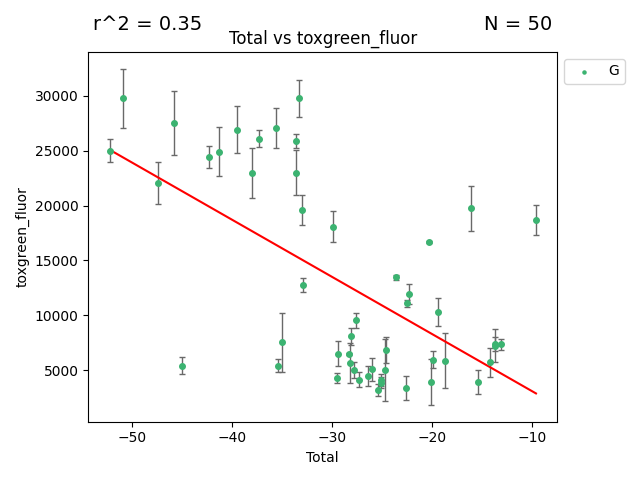 r^2 = 0.35
N = 50
Total vs toxgreen_fluor
G
30000
25000
20000
15000
10000
5000
toxgreen_fluor
−50
−40
−30
−20
−10
Total